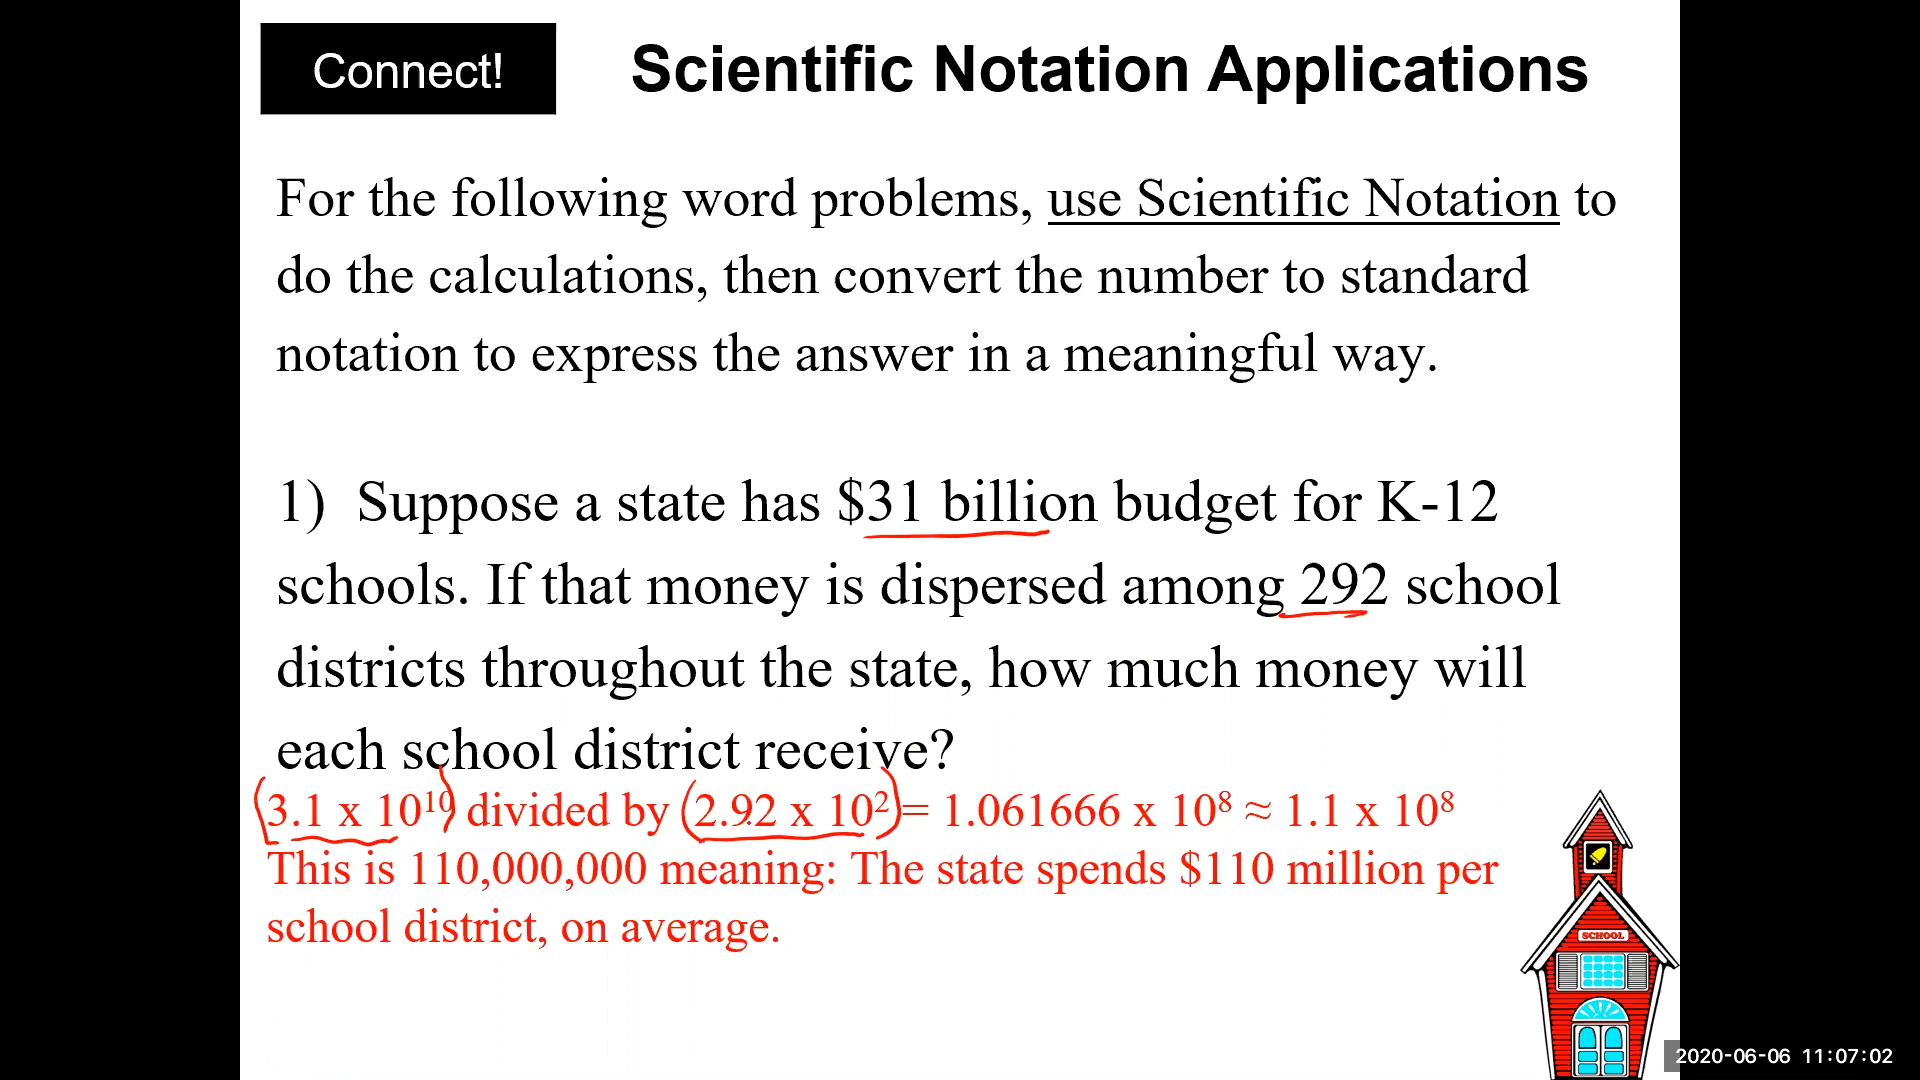 Connect!
Scientific Notation Applications
For the following word problems, use Scientific Notation to
do the calculations, then convert the number to standard
notation to express the answer in a meaningful way.
1) Suppose a state has $31 billion budget for K-12
schools. If that money is dispersed among 292 school
districts throughout the state, how much money will
each school district receive?
(3.1 x 10¹⁰) divided by (2.92 x 10²) = 1.061666 x 10⁸ ≈ 1.1 x 10⁸
This is 110,000,000 meaning: The state spends $110 million per
school district, on average.
SCHOOL
2020-06-06 11:07:02